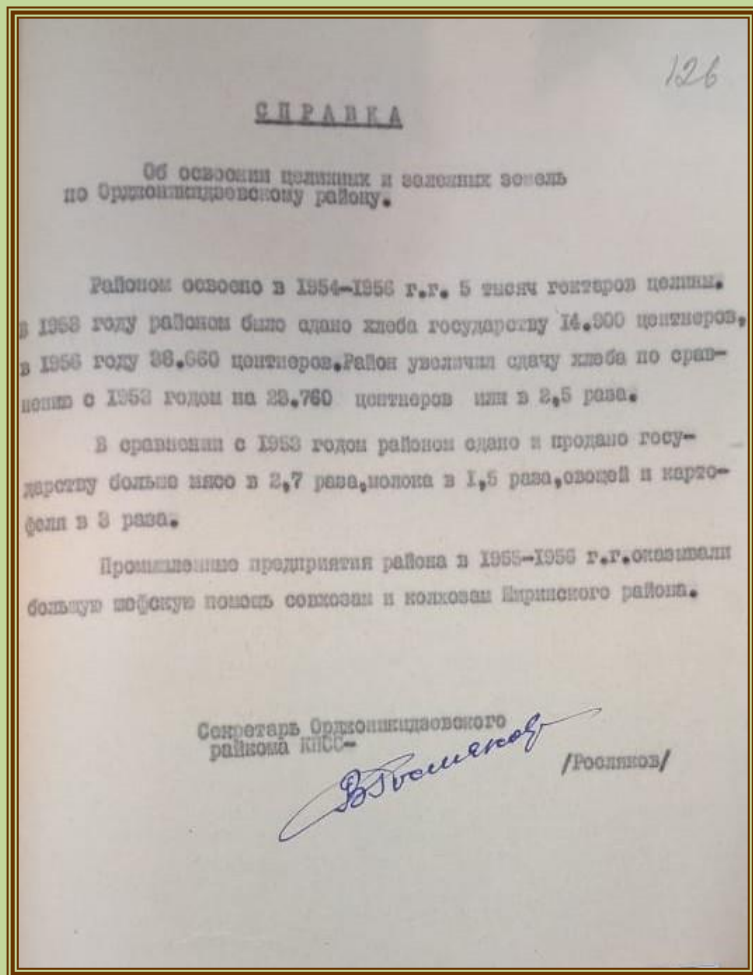 126
СПРАВКА
Об освоении целинных и залежных земель
по Орджоникидзевскому району.
Районом освоено в 1954-1956 г.г. 5 тысяч гектаров целины.
В 1953 году районом было сдано хлеба государству 14.900 центнеров,
в 1956 году 38.660 центнеров.Район увеличил сдачу хлеба по срав-
нению с 1953 годом на 23.760 центнеров или в 2,5 раза.
В сравнении с 1953 годом районом сдано и продано госу-
дарству больше мясо в 2,7 раза,молока в 1,5 раза,овощей и карто-
феля в 3 раза.
Промышленные предприятия района в 1955-1956 г.г.оказывали
большую шефскую помощь совхозам и колхозам Ширинского района.
Секретарь Орджоникидзевского
райкома КПСС-
ВРосляков
/Росляков/